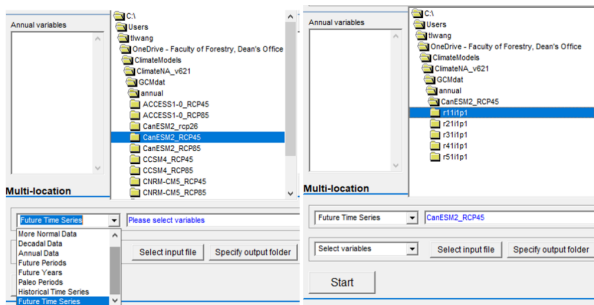 Annual variables
C:\
Users
tlwang
OneDrive - Faculty of Forestry, Dean's Office
ClimateModels
ClimateNA_v621
GCMdat
annual
ACCESS1-0_RCP45
ACCESS1-0_RCP85
CanESM2_rcp26
CanESM2_RCP45
CanESM2_RCP85
CCSM4_RCP45
CCSM4_RCP85
CNRM-CM5_RCP45
CNRM-CM5_RCP85
Multi-location
Future Time Series
Please select variables
More Normal Data
Decadal Data
Annual Data
Future Periods
Future Years
Paleo Periods
Historical Time Series
Future Time Series
Select input file
Specify output folder
Annual variables
C:\
Users
tlwang
OneDrive - Faculty of Forestry, Dean's Office
ClimateModels
ClimateNA_v621
GCMdat
annual
CanESM2_RCP45
r11i1p1
r21i1p1
r31i1p1
r41i1p1
r51i1p1
Multi-location
Future Time Series
CanESM2_RCP45
Select variables
Select input file
Specify output folder
Start